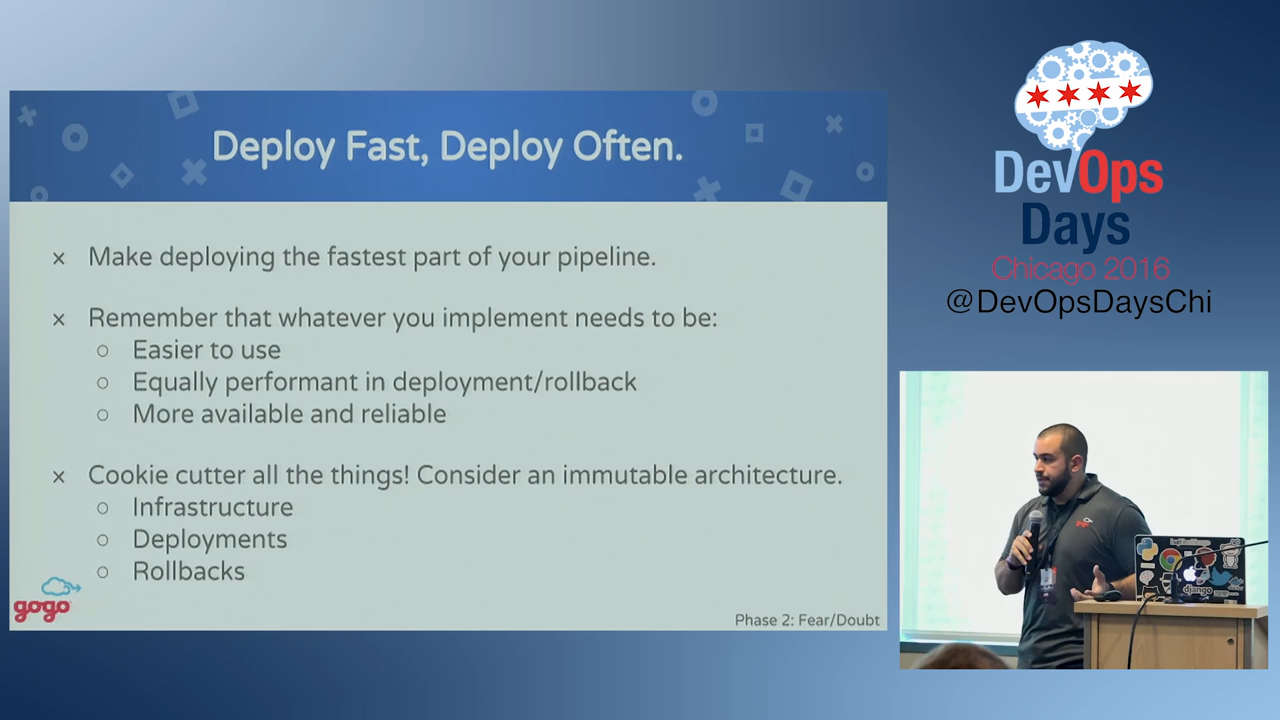 Deploy Fast, Deploy Often.
x Make deploying the fastest part of your pipeline.
x Remember that whatever you implement needs to be:
○ Easier to use
○ Equally performant in deployment/rollback
○ More available and reliable
x Cookie cutter all the things! Consider an immutable architecture.
○ Infrastructure
○ Deployments
○ Rollbacks
gogo
Phase 2: Fear/Doubt
DevOps
Days
Chicago 2016
@DevOpsDaysChi
django